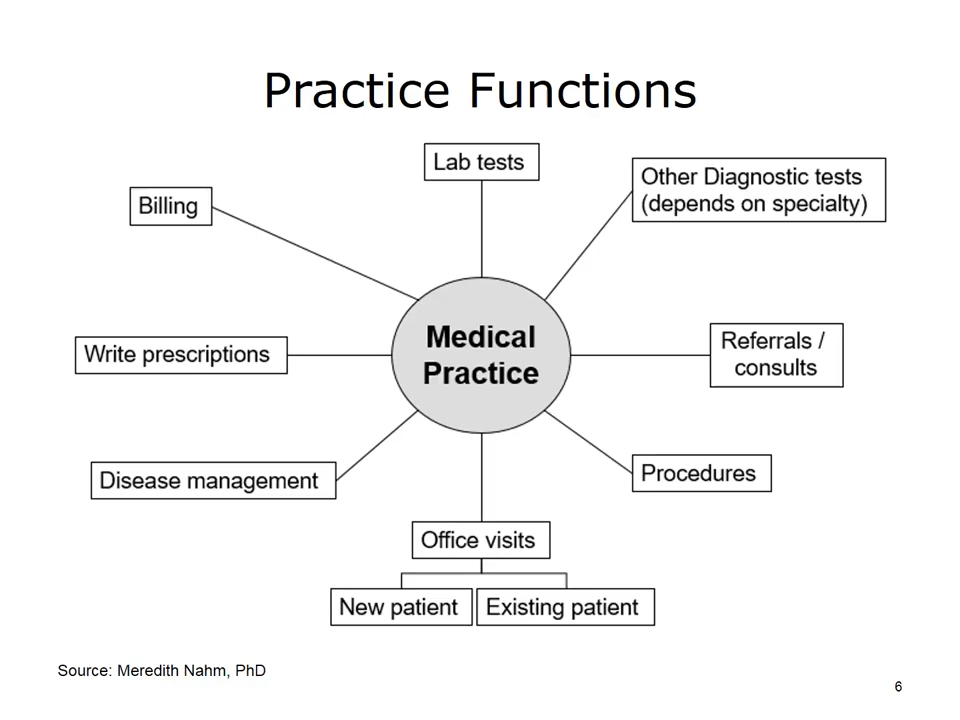 Practice Functions
Lab tests
Other Diagnostic tests
(depends on specialty)
Billing
Medical
Practice
Write prescriptions
Referrals /
consults
Disease management
Procedures
Office visits
New patient
Existing patient
Source: Meredith Nahm, PhD
6